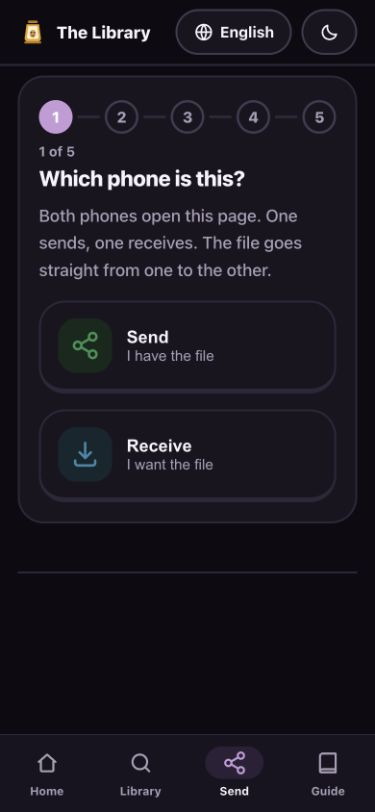 The Library
English
1
2
3
4
5
1 of 5
Which phone is this?
Both phones open this page. One
sends, one receives. The file goes
straight from one to the other.
Send
I have the file
Receive
I want the file
Home
Library
Send
Guide